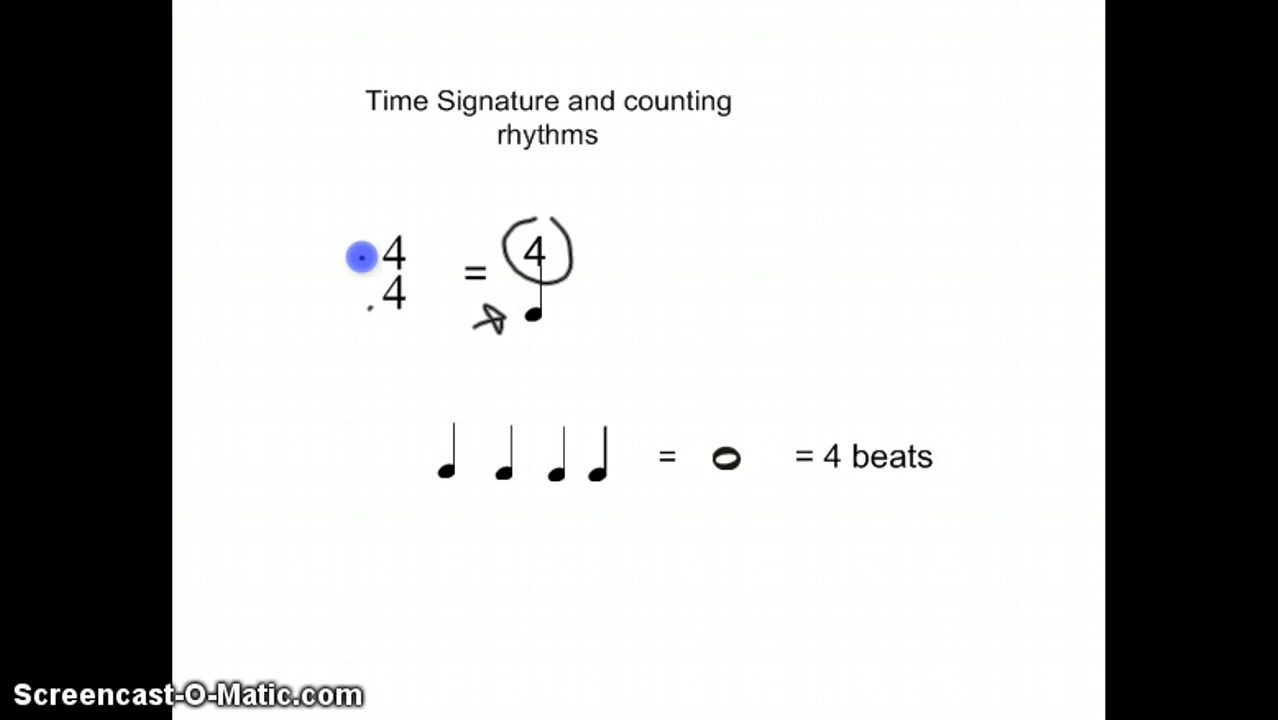 Time Signature and counting
rhythms
4 = 4
4
= = 4 beats
Screencast-O-Matic.com